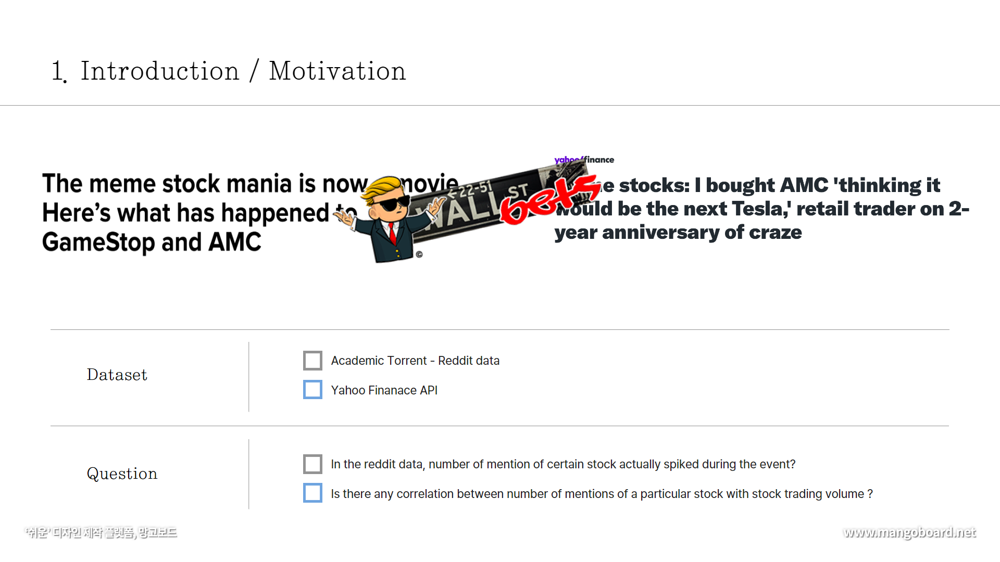 1. Introduction / Motivation
The meme stock mania is now movie
Here's what has happened to
GameStop and AMC
←22-51
WALL ST
bets
©
yahoo/finance
stocks: I bought AMC 'thinking it
would be the next Tesla,' retail trader on 2-
year anniversary of craze
Dataset
Academic Torrent - Reddit data
Yahoo Finanace API
Question
In the reddit data, number of mention of certain stock actually spiked during the event?
Is there any correlation between number of mentions of a particular stock with stock trading volume ?
'쉬운' 디자인 제작 플랫폼, 망고보드
www.mangoboard.net